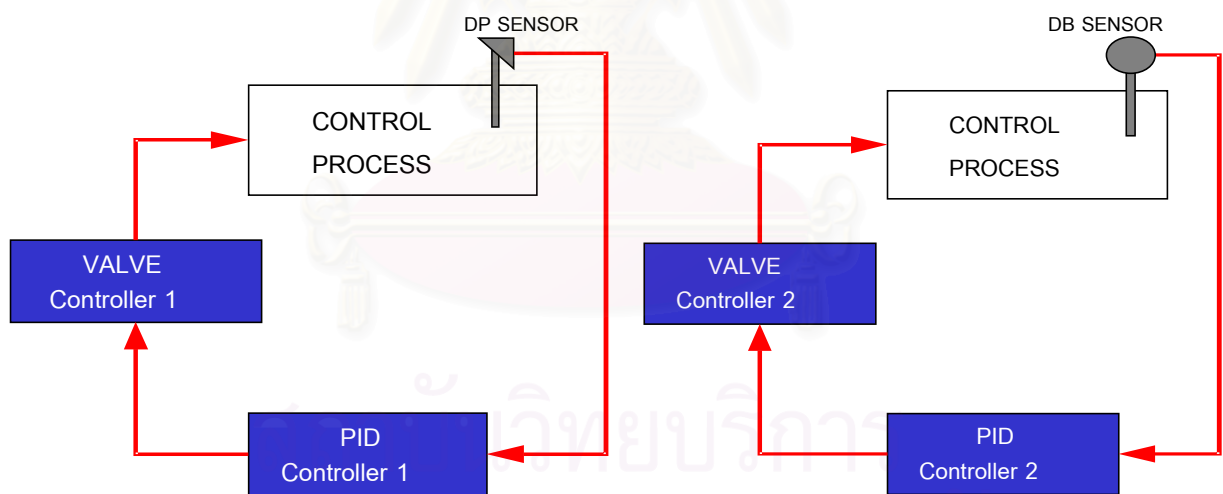 DP SENSOR
CONTROL
PROCESS
VALVE
Controller 1
PID
Controller 1
DB SENSOR
CONTROL
PROCESS
VALVE
Controller 2
PID
Controller 2